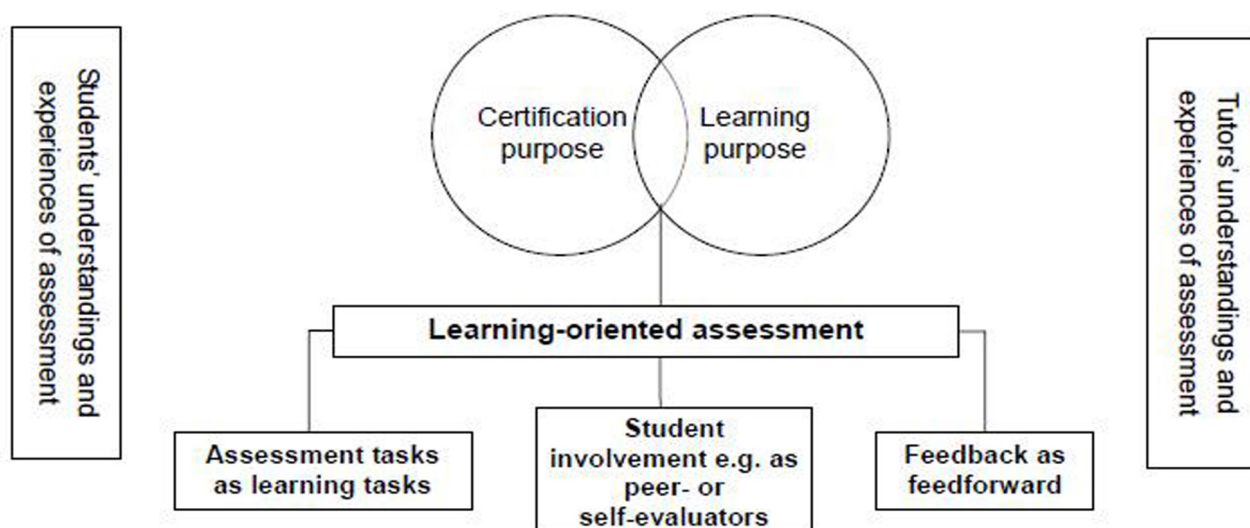 Students' understandings and
experiences of assessment
Certification
purpose
Learning
purpose
Tutors' understandings and
experiences of assessment
Learning-oriented assessment
Assessment tasks
as learning tasks
Student
involvement e.g. as
peer- or
self-evaluators
Feedback as
feedforward